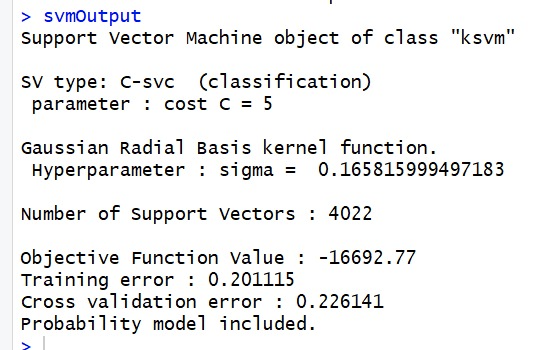 > svmOutput
Support Vector Machine object of class "ksvm"
SV type: C-svc  (classification)
 parameter : cost C = 5
Gaussian Radial Basis kernel function.
 Hyperparameter : sigma =  0.165815999497183
Number of Support Vectors : 4022
Objective Function Value : -16692.77
Training error : 0.201115
Cross validation error : 0.226141
Probability model included.
>